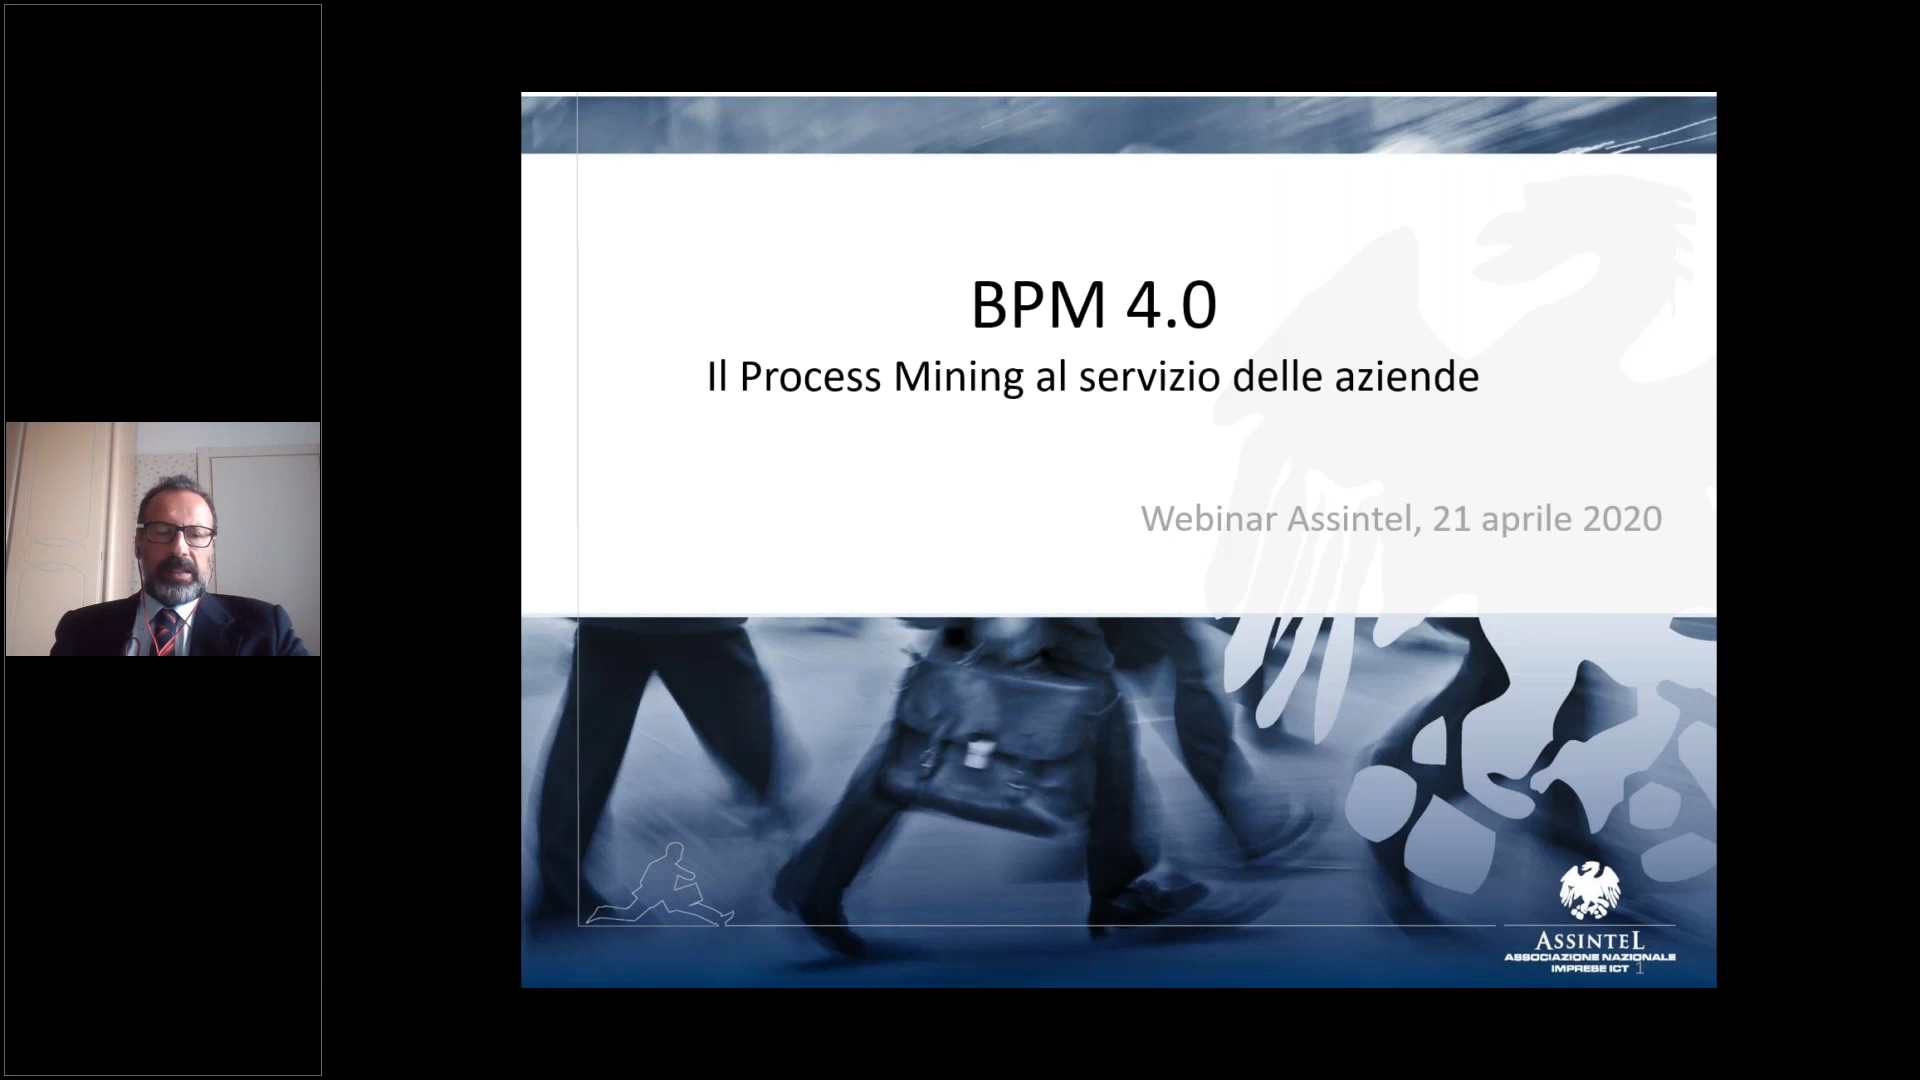 BPM 4.0
Il Process Mining al servizio delle aziende
Webinar Assintel, 21 aprile 2020
ASSINTEL
ASSOCIAZIONE NAZIONALE
IMPRESE ICT 1